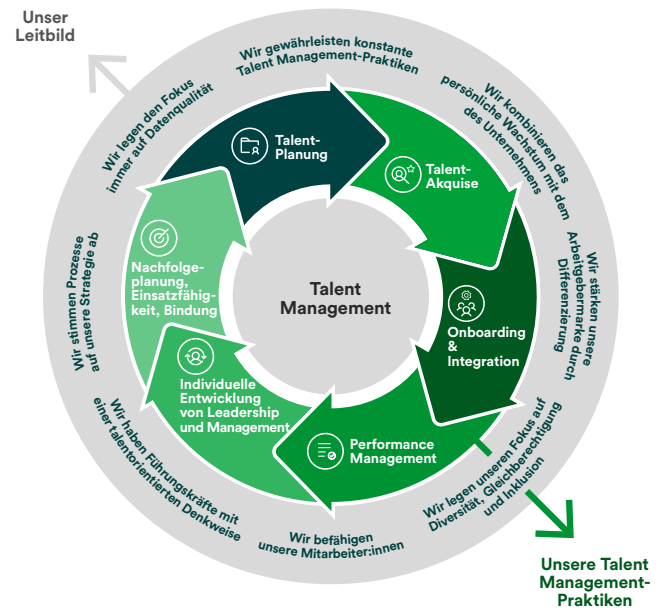 Unser
Leitbild
Wir gewährleisten konstante
Talent Management-Praktiken
Wir kombinieren das
persönliche Wachstum mit dem
des Unternehmens
Wir stärken unsere
Arbeitgebermarke durch
Differenzierung
Wir legen unseren Fokus auf
Diversität, Gleichberechtigung
und Inklusion
Wir befähigen
unsere Mitarbeiter:innen
Wir haben Führungskräfte mit
einer talentorientierten Denkweise
Wir stimmen Prozesse
auf unsere Strategie ab
Wir legen den Fokus
immer auf Datenqualität
Talent-
Planung
Talent-
Akquise
Onboarding
&
Integration
Performance
Management
Individuelle
Entwicklung
von Leadership
und Management
Nachfolge-
planung,
Einsatzfähig-
keit, Bindung
Talent
Management
Unsere Talent
Management-
Praktiken